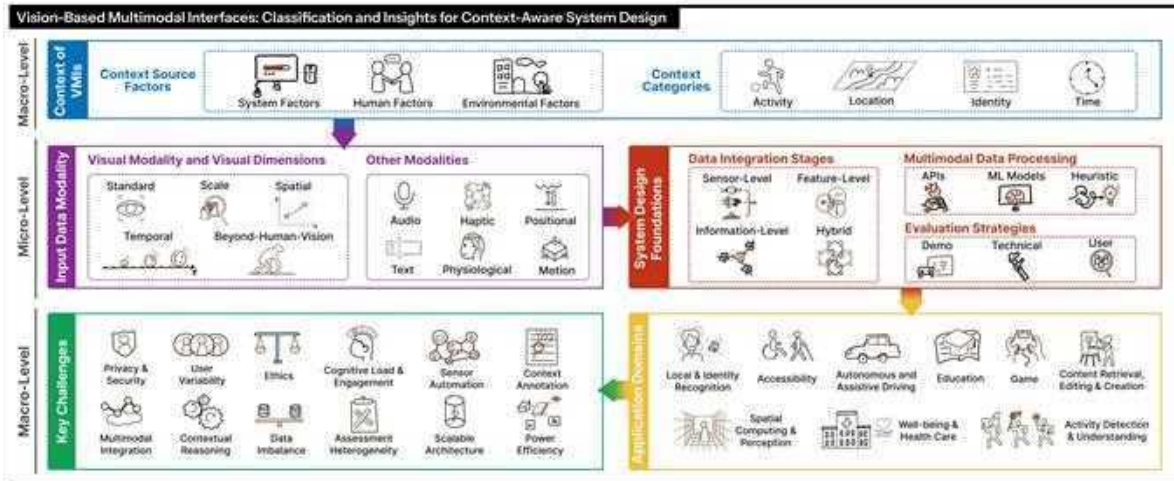 Vision-Based Multimodal Interfaces: Classification and Insights for Context-Aware System Design
Macro-Level
Context of
VMIs
Context Source
Factors
System Factors
Human Factors
Environmental Factors
Context
Categories
Activity
Location
Identity
Time
Micro-Level
Input Data Modality
Visual Modality and Visual Dimensions
Standard
Scale
Spatial
Temporal
Beyond-Human-Vision
Other Modalities
Audio
Haptic
Positional
Text
Physiological
Motion
System Design
Foundations
Data Integration Stages
Sensor-Level
Feature-Level
Information-Level
Hybrid
Multimodal Data Processing
APIs
ML Models
Heuristic
Evaluation Strategies
Demo
Technical
User
Macro-Level
Key Challenges
Privacy &
Security
User
Variability
Ethics
Cognitive Load &
Engagement
Sensor
Automation
Context
Annotation
Multimodal
Integration
Contextual
Reasoning
Data
Imbalance
Assessment
Heterogeneity
Scalable
Architecture
Power
Efficiency
Application Domains
Local & Identity
Recognition
Accessibility
Autonomous and
Assistive Driving
Education
Game
Content Retrieval,
Editing & Creation
Spatial
Computing &
Perception
Well-being &
Health Care
Activity Detection
& Understanding